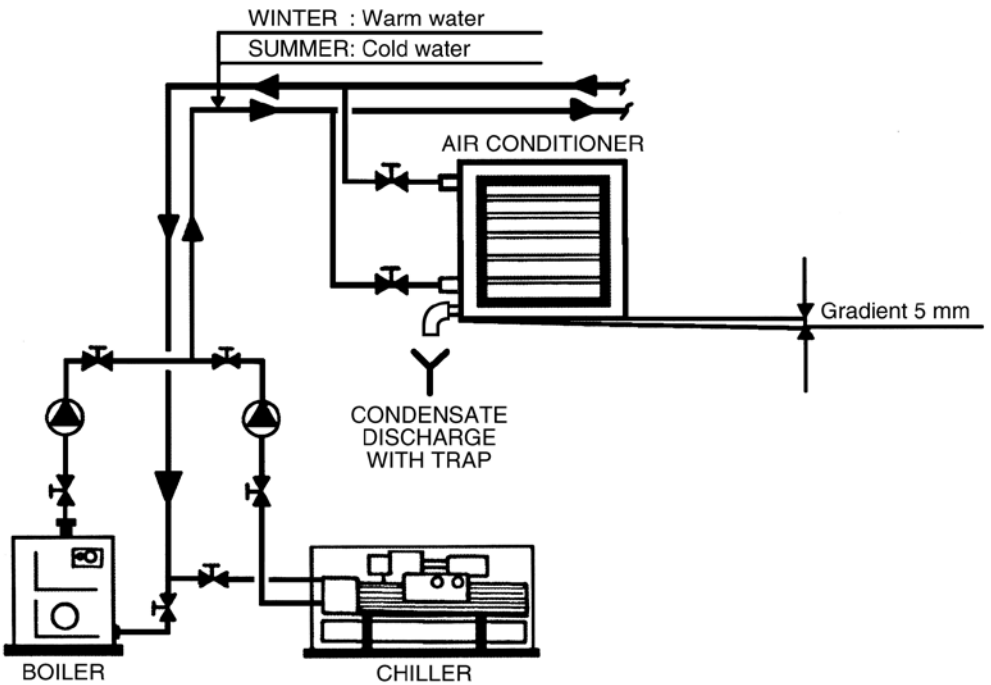 WINTER : Warm water
SUMMER: Cold water
AIR CONDITIONER
Gradient 5 mm
CONDENSATE
DISCHARGE
WITH TRAP
BOILER
CHILLER